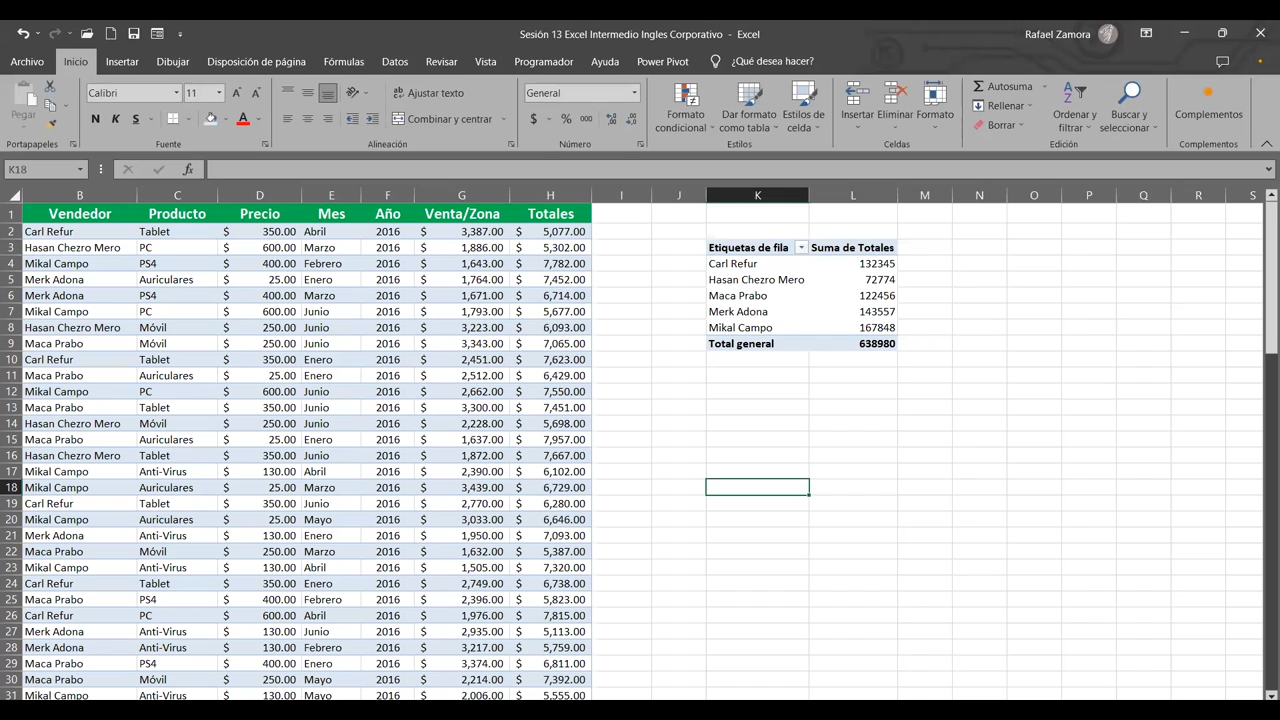 Sesión 13 Excel Intermedio Ingles Corporativo - Excel
Rafael Zamora
Archivo Inicio Insertar Dibujar Disposición de página Fórmulas Datos Revisar Vista Programador Ayuda Power Pivot ¿Qué desea hacer?
Pegar
Calibri 11
N K S
Ajustar texto
Combinar y centrar
General
$ % 000
Formato condicional
Dar formato como tabla
Estilos de celda
Insertar Eliminar Formato
Autosuma
Rellenar
Borrar
Ordenar y filtrar
Buscar y seleccionar
Complementos
Portapapeles Fuente Alineación Número Estilos Celdas Edición Complementos
K18 fx
B C D E F G H I J K L M N O P Q R S
1 Vendedor Producto Precio Mes Año Venta/Zona Totales
2 Carl Refur Tablet $ 350.00 Abril 2016 $ 3,387.00 $ 5,077.00
3 Hasan Chezro Mero PC $ 600.00 Marzo 2016 $ 1,886.00 $ 5,302.00 Etiquetas de fila Suma de Totales
4 Mikal Campo PS4 $ 400.00 Febrero 2016 $ 1,643.00 $ 7,782.00 Carl Refur 132345
5 Merk Adona Auriculares $ 25.00 Enero 2016 $ 1,764.00 $ 7,452.00 Hasan Chezro Mero 72774
6 Merk Adona PS4 $ 400.00 Marzo 2016 $ 1,671.00 $ 6,714.00 Maca Prabo 122456
7 Mikal Campo PC $ 600.00 Junio 2016 $ 1,793.00 $ 5,677.00 Merk Adona 143557
8 Hasan Chezro Mero Móvil $ 250.00 Junio 2016 $ 3,223.00 $ 6,093.00 Mikal Campo 167848
9 Maca Prabo Móvil $ 250.00 Junio 2016 $ 3,343.00 $ 7,065.00 Total general 638980
10 Carl Refur Tablet $ 350.00 Enero 2016 $ 2,451.00 $ 7,623.00
11 Maca Prabo Auriculares $ 25.00 Enero 2016 $ 2,512.00 $ 6,429.00
12 Mikal Campo PC $ 600.00 Junio 2016 $ 2,662.00 $ 7,550.00
13 Maca Prabo Tablet $ 350.00 Junio 2016 $ 3,300.00 $ 7,451.00
14 Hasan Chezro Mero Móvil $ 250.00 Junio 2016 $ 2,228.00 $ 5,698.00
15 Maca Prabo Auriculares $ 25.00 Enero 2016 $ 1,637.00 $ 7,957.00
16 Hasan Chezro Mero Tablet $ 350.00 Junio 2016 $ 1,872.00 $ 7,667.00
17 Mikal Campo Anti-Virus $ 130.00 Abril 2016 $ 2,390.00 $ 6,102.00
18 Mikal Campo Auriculares $ 25.00 Marzo 2016 $ 3,439.00 $ 6,729.00
19 Carl Refur Tablet $ 350.00 Junio 2016 $ 2,770.00 $ 6,280.00
20 Mikal Campo Auriculares $ 25.00 Mayo 2016 $ 3,033.00 $ 6,646.00
21 Merk Adona Anti-Virus $ 130.00 Enero 2016 $ 1,950.00 $ 7,093.00
22 Maca Prabo Móvil $ 250.00 Marzo 2016 $ 1,632.00 $ 5,387.00
23 Mikal Campo Anti-Virus $ 130.00 Abril 2016 $ 1,505.00 $ 7,320.00
24 Carl Refur Tablet $ 350.00 Enero 2016 $ 2,749.00 $ 6,738.00
25 Maca Prabo PS4 $ 400.00 Febrero 2016 $ 2,396.00 $ 5,823.00
26 Carl Refur PC $ 600.00 Abril 2016 $ 1,976.00 $ 7,815.00
27 Merk Adona Anti-Virus $ 130.00 Junio 2016 $ 2,935.00 $ 5,113.00
28 Merk Adona Anti-Virus $ 130.00 Febrero 2016 $ 3,217.00 $ 5,759.00
29 Maca Prabo PS4 $ 400.00 Enero 2016 $ 3,374.00 $ 6,811.00
30 Maca Prabo Móvil $ 250.00 Mayo 2016 $ 2,214.00 $ 7,392.00
31 Mikal Campo Anti-Virus $ 130.00 Mayo 2016 $ 2,006.00 $ 5,555.00